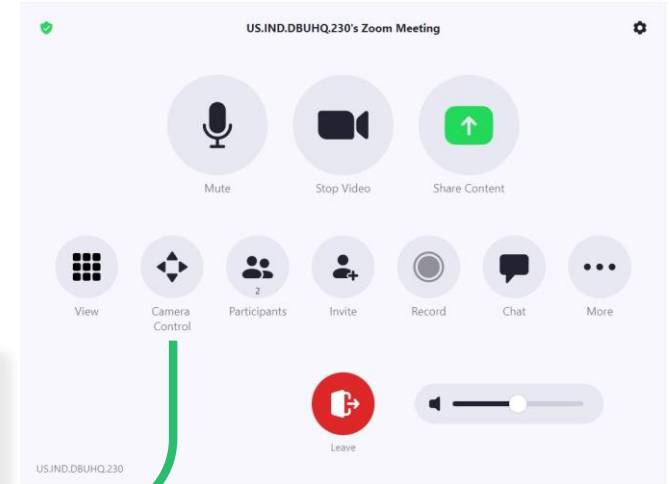 US.IND.DBUHQ.230's Zoom Meeting
Mute
Stop Video
Share Content
2
View
Camera
Control
Participants
Invite
Record
Chat
More
Leave
US.IND.DBUHQ.230